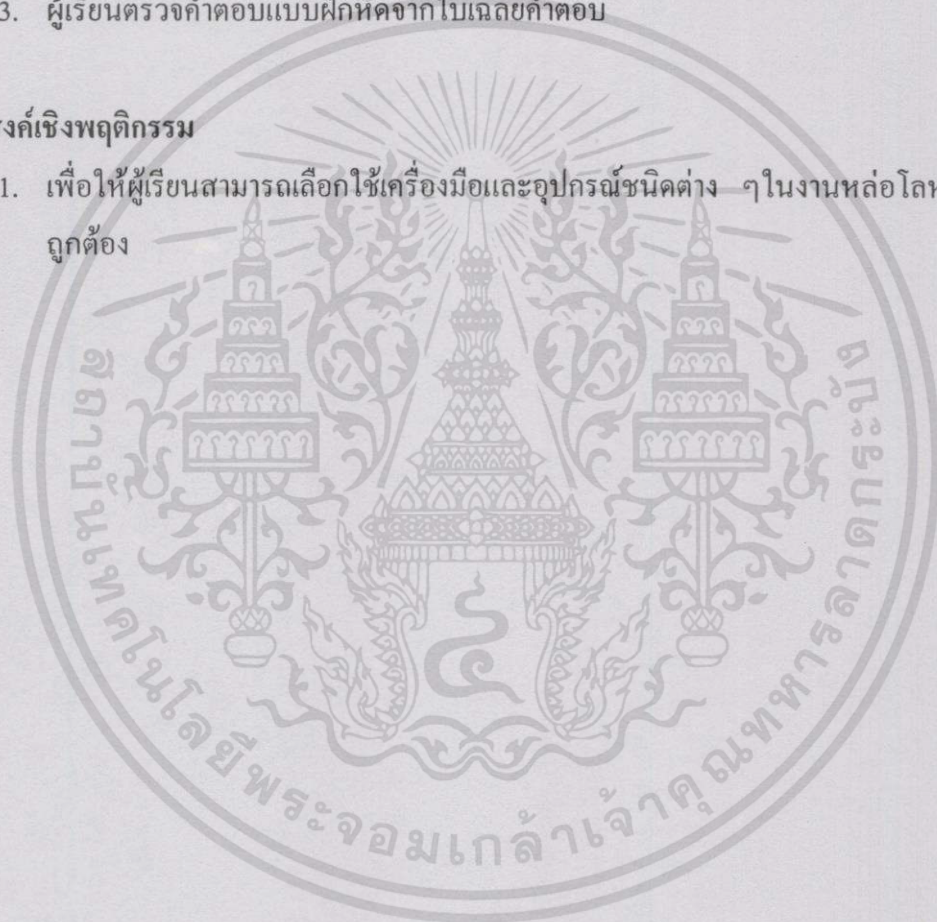 3. ผู้เรียนตรวจคำตอบแบบฝึกหัดจากใบเฉลยคำตอบ
งค์เชิงพฤติกรรม
1. เพื่อให้ผู้เรียนสามารถเลือกใช้เครื่องมือและอุปกรณ์ชนิดต่าง ๆในงานหล่อโลห
ถูกต้อง
สถาบันเทคโนโลยีพระจอมเกล้าเจ้าคุณทหารลาดกระบัง
๔